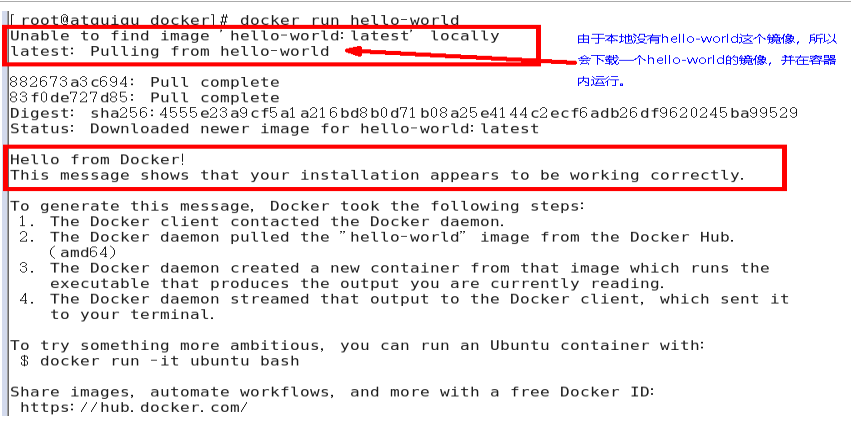 [root@atguigu docker]# docker run hello-world
Unable to find image 'hello-world:latest' locally
latest: Pulling from hello-world
由于本地没有hello-world这个镜像，所以
会下载一个hello-world的镜像，并在容器
内运行。
882673a3c694: Pull complete
83f0de727d85: Pull complete
Digest: sha256:4555e23a9cf5a1a216bd8b0d71b08a25e4144c2ecf6adb26df9620245ba99529
Status: Downloaded newer image for hello-world:latest
Hello from Docker!
This message shows that your installation appears to be working correctly.
To generate this message, Docker took the following steps:
1. The Docker client contacted the Docker daemon.
2. The Docker daemon pulled the "hello-world" image from the Docker Hub.
(amd64)
3. The Docker daemon created a new container from that image which runs the
executable that produces the output you are currently reading.
4. The Docker daemon streamed that output to the Docker client, which sent it
to your terminal.
To try something more ambitious, you can run an Ubuntu container with:
$ docker run -it ubuntu bash
Share images, automate workflows, and more with a free Docker ID:
https://hub.docker.com/